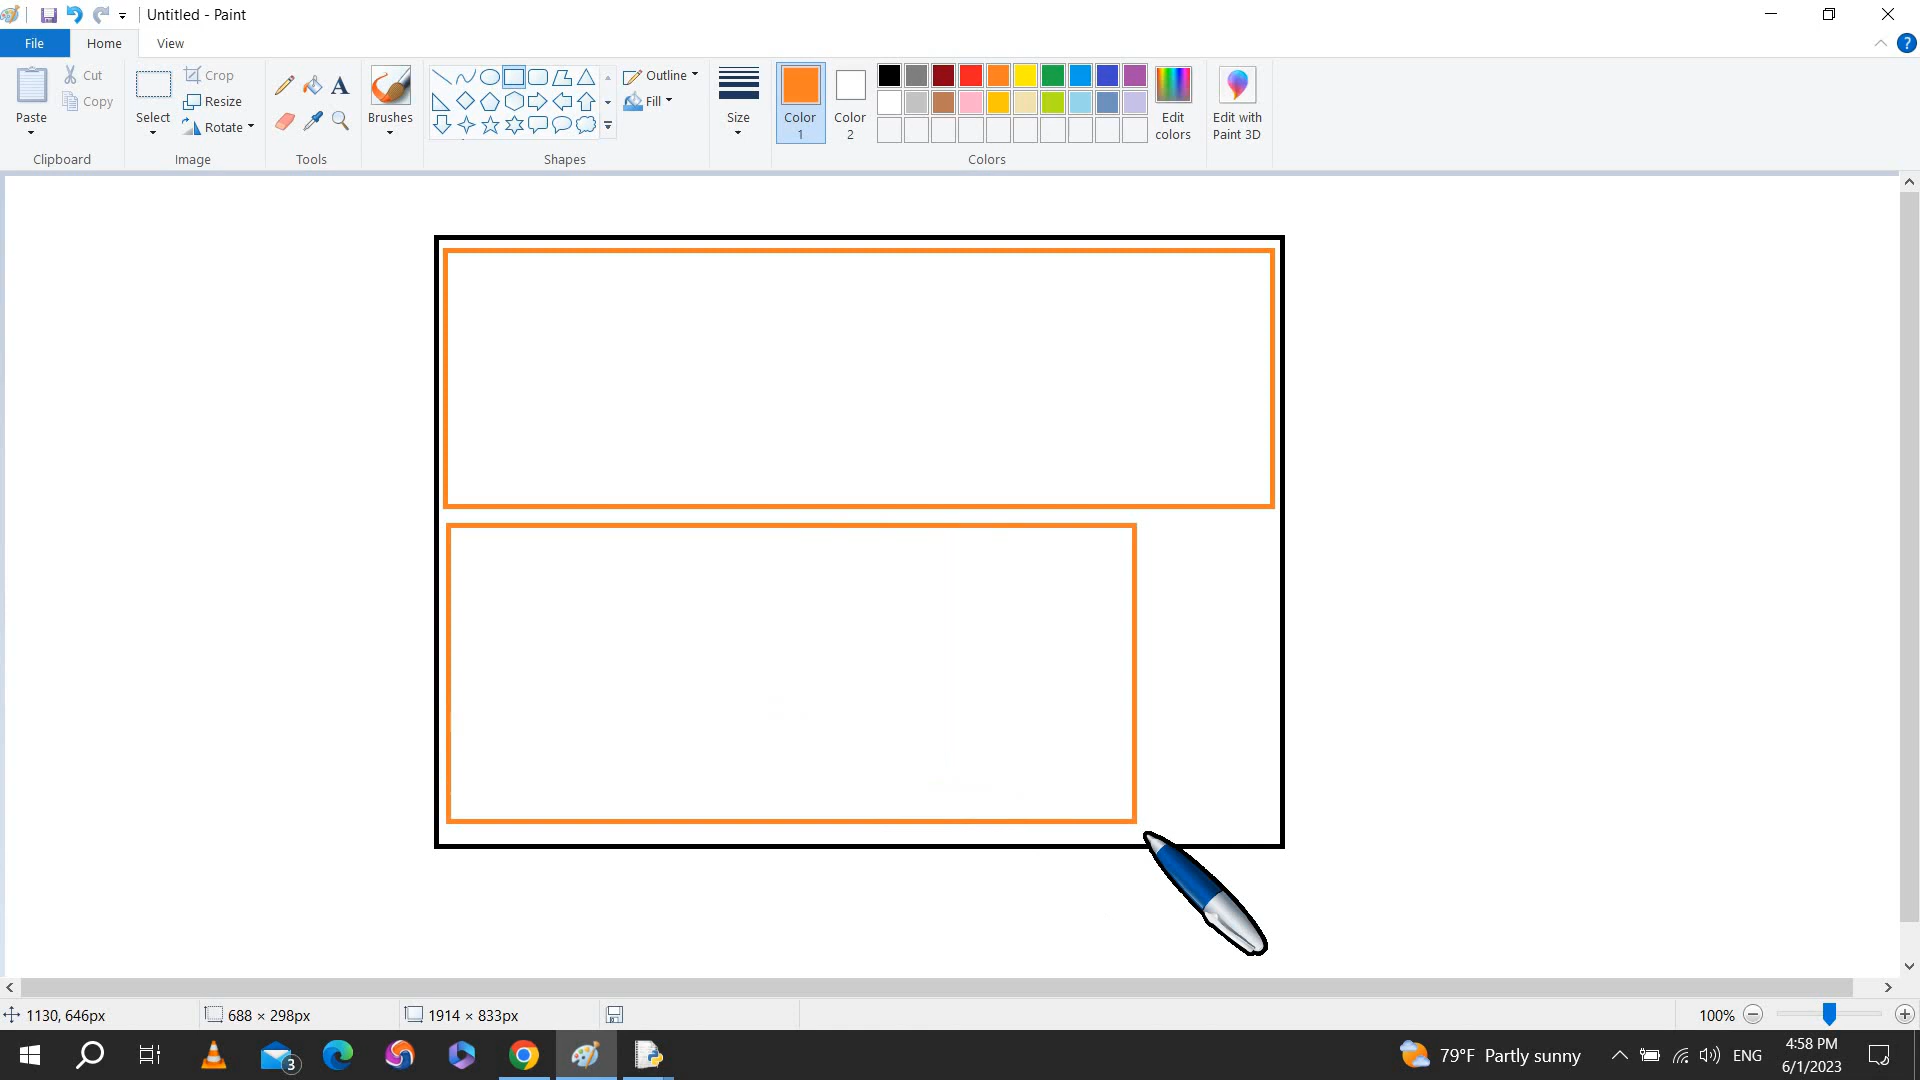 Untitled - Paint
File Home View
Cut Crop Outline
Copy Resize Fill
Paste Select Rotate Brushes Size Color 1 Color 2 Edit colors Edit with Paint 3D
Clipboard Image Tools Shapes Colors
1130, 646px 688 × 298px 1914 × 833px 100%
3 79°F Partly sunny ENG 4:58 PM
6/1/2023